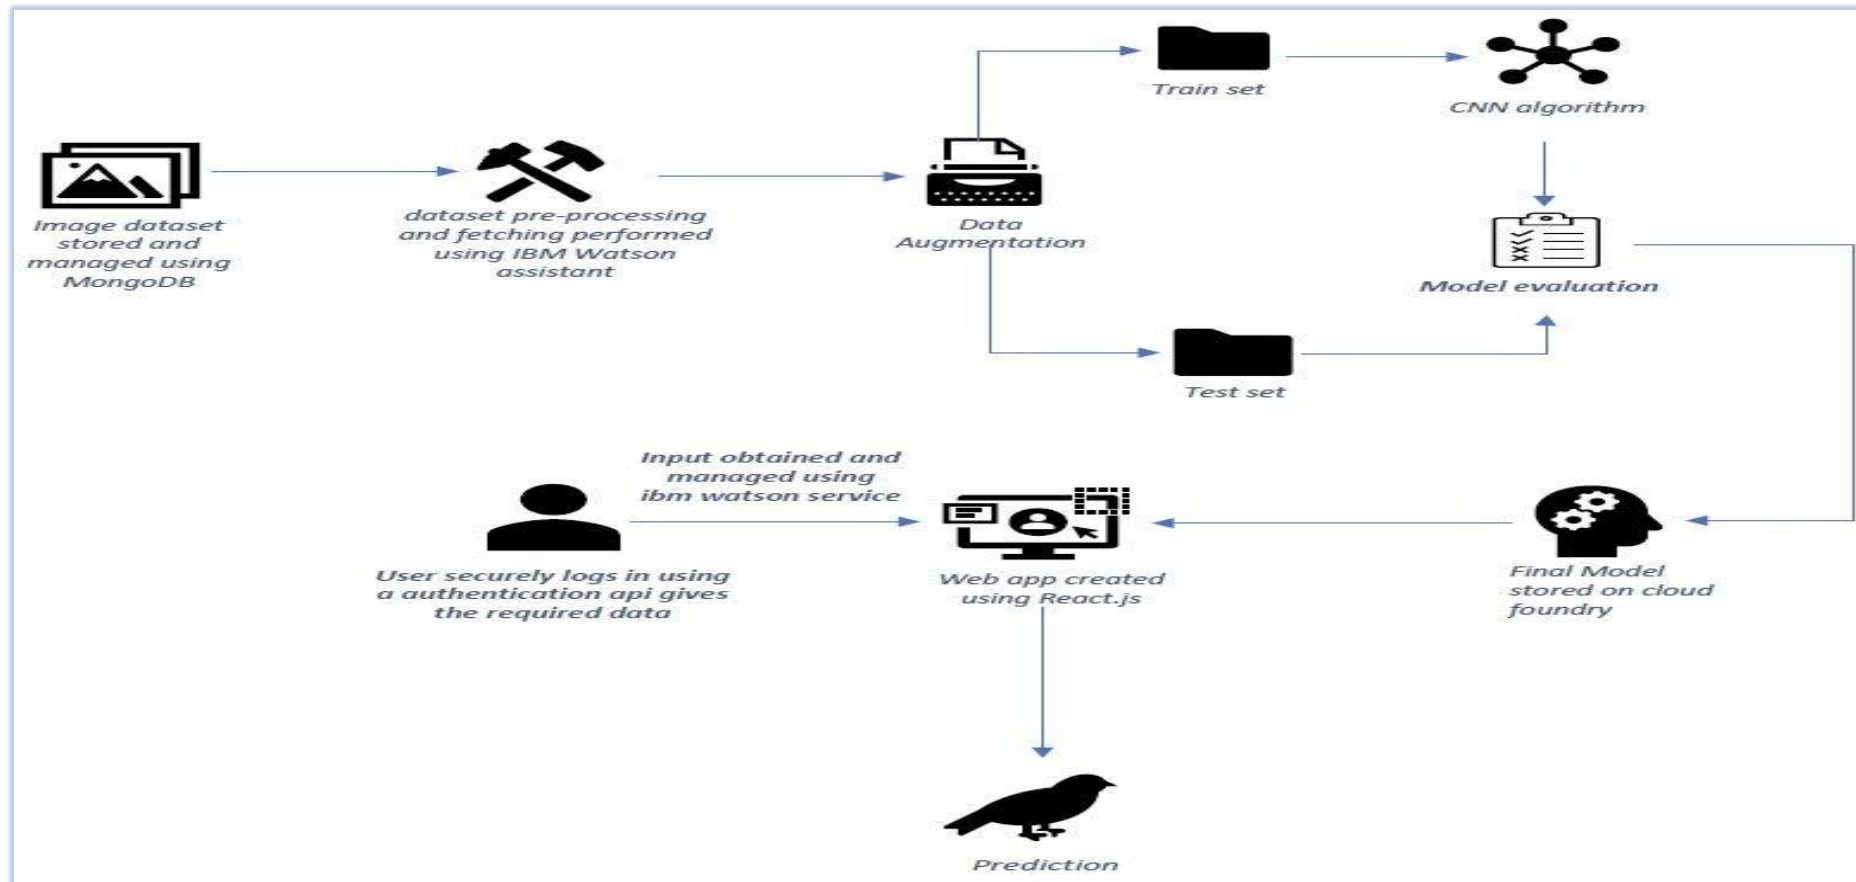 Train set
CNN algorithm
Image dataset
stored and
managed using
MongoDB
dataset pre-processing
and fetching performed
using IBM Watson
assistant
Data
Augmentation
Model evaluation
Test set
Input obtained and
managed using
ibm watson service
User securely logs in using
a authentication api gives
the required data
Web app created
using React.js
Final Model
stored on cloud
foundry
Prediction